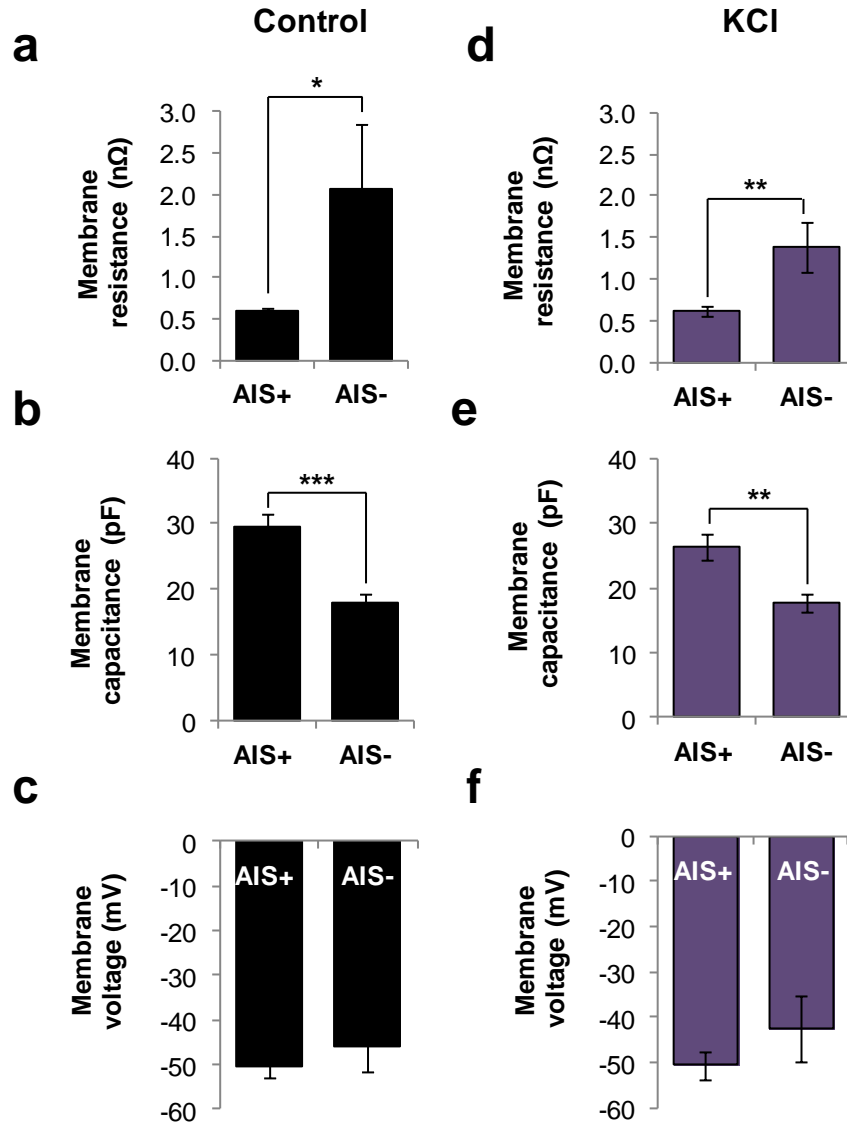 Control
a
Membrane
resistance (nΩ)
*
3.0
2.5
2.0
1.5
1.0
0.5
0.0
AIS+ AIS-
b
Membrane
capacitance (pF)
***
40
30
20
10
0
AIS+ AIS-
c
Membrane
voltage (mV)
0
-10
-20
-30
-40
-50
-60
AIS+ AIS-
KCl
d
Membrane
resistance (nΩ)
**
3.0
2.5
2.0
1.5
1.0
0.5
0.0
AIS+ AIS-
e
Membrane
capacitance (pF)
**
40
30
20
10
0
AIS+ AIS-
f
Membrane
voltage (mV)
0
-10
-20
-30
-40
-50
-60
AIS+ AIS-